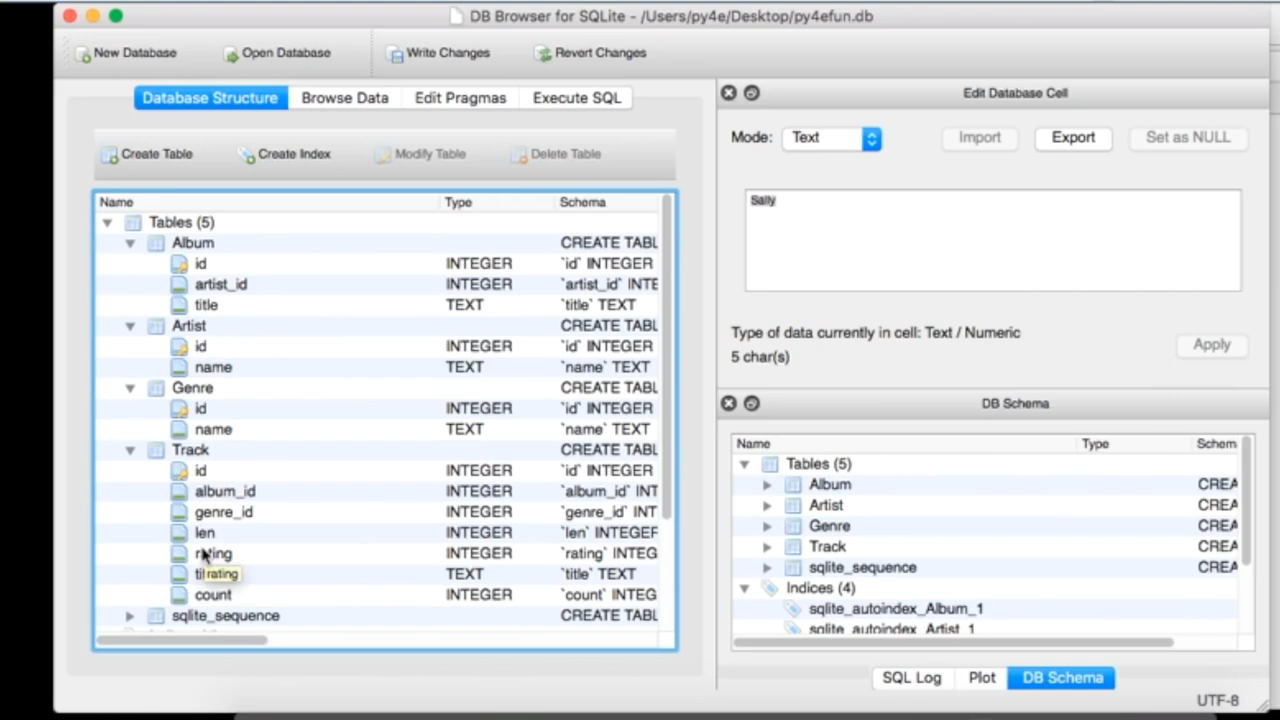 DB Browser for SQLite - /Users/py4e/Desktop/py4efun.db
New Database Open Database Write Changes Revert Changes
Database Structure Browse Data Edit Pragmas Execute SQL
Create Table Create Index Modify Table Delete Table
Name Type Schema
Tables (5)
Album CREATE TABL
id INTEGER `id` INTEGER
artist_id INTEGER `artist_id` INTE
title TEXT `title` TEXT
Artist CREATE TABL
id INTEGER `id` INTEGER
name TEXT `name` TEXT
Genre CREATE TABL
id INTEGER `id` INTEGER
name TEXT `name` TEXT
Track CREATE TABL
id INTEGER `id` INTEGER
album_id INTEGER `album_id` INT
genre_id INTEGER `genre_id` INT
len INTEGER `len` INTEGER
rating INTEGER `rating` INTEG
rating TEXT `title` TEXT
count INTEGER `count` INTEG
sqlite_sequence CREATE TABL
Edit Database Cell
Mode: Text Import Export Set as NULL
Sally
Type of data currently in cell: Text / Numeric
5 char(s)
Apply
DB Schema
Name Type Schem
Tables (5)
Album CREA
Artist CREA
Genre CREA
Track CREA
sqlite_sequence CREA
Indices (4)
sqlite_autoindex_Album_1
sqlite_autoindex_Artist_1
SQL Log Plot DB Schema
UTF-8